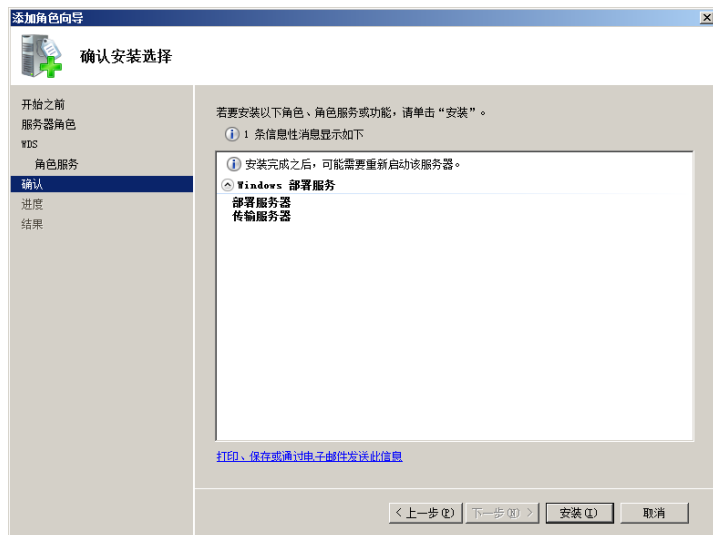 添加角色向导
确认安装选择
开始之前
服务器角色
WDS
角色服务
确认
进度
结果
若要安装以下角色、角色服务或功能，请单击“安装”。
1 条信息性消息显示如下
安装完成之后，可能需要重新启动该服务器。
Windows 部署服务
部署服务器
传输服务器
打印、保存或通过电子邮件发送此信息
< 上一步(P)
下一步(N) >
安装(I)
取消